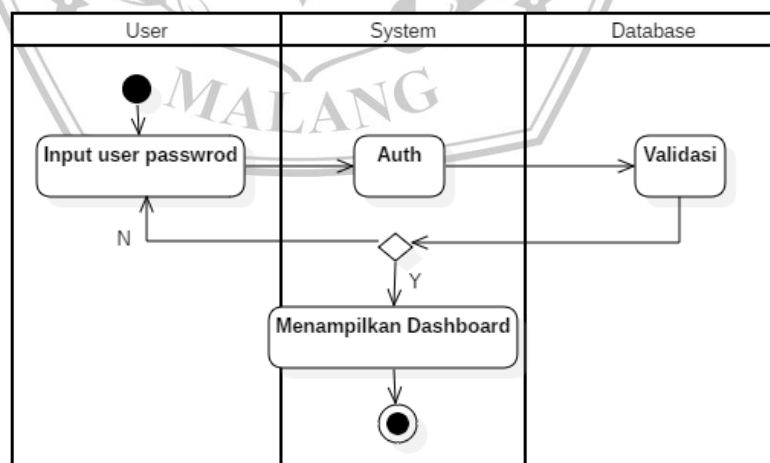 User
System
Database
MALANG
Input user passwrod
Auth
Validasi
N
Y
Menampilkan Dashboard